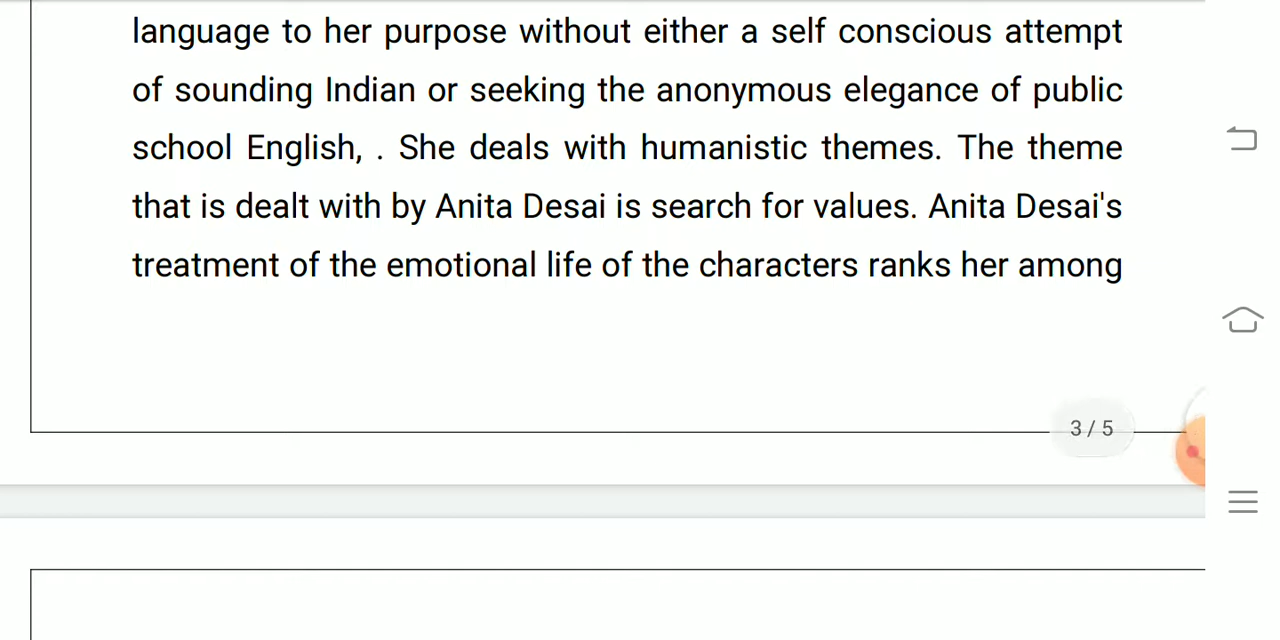 language to her purpose without either a self conscious attempt
of sounding Indian or seeking the anonymous elegance of public
school English, . She deals with humanistic themes. The theme
that is dealt with by Anita Desai is search for values. Anita Desai's
treatment of the emotional life of the characters ranks her among
3 / 5